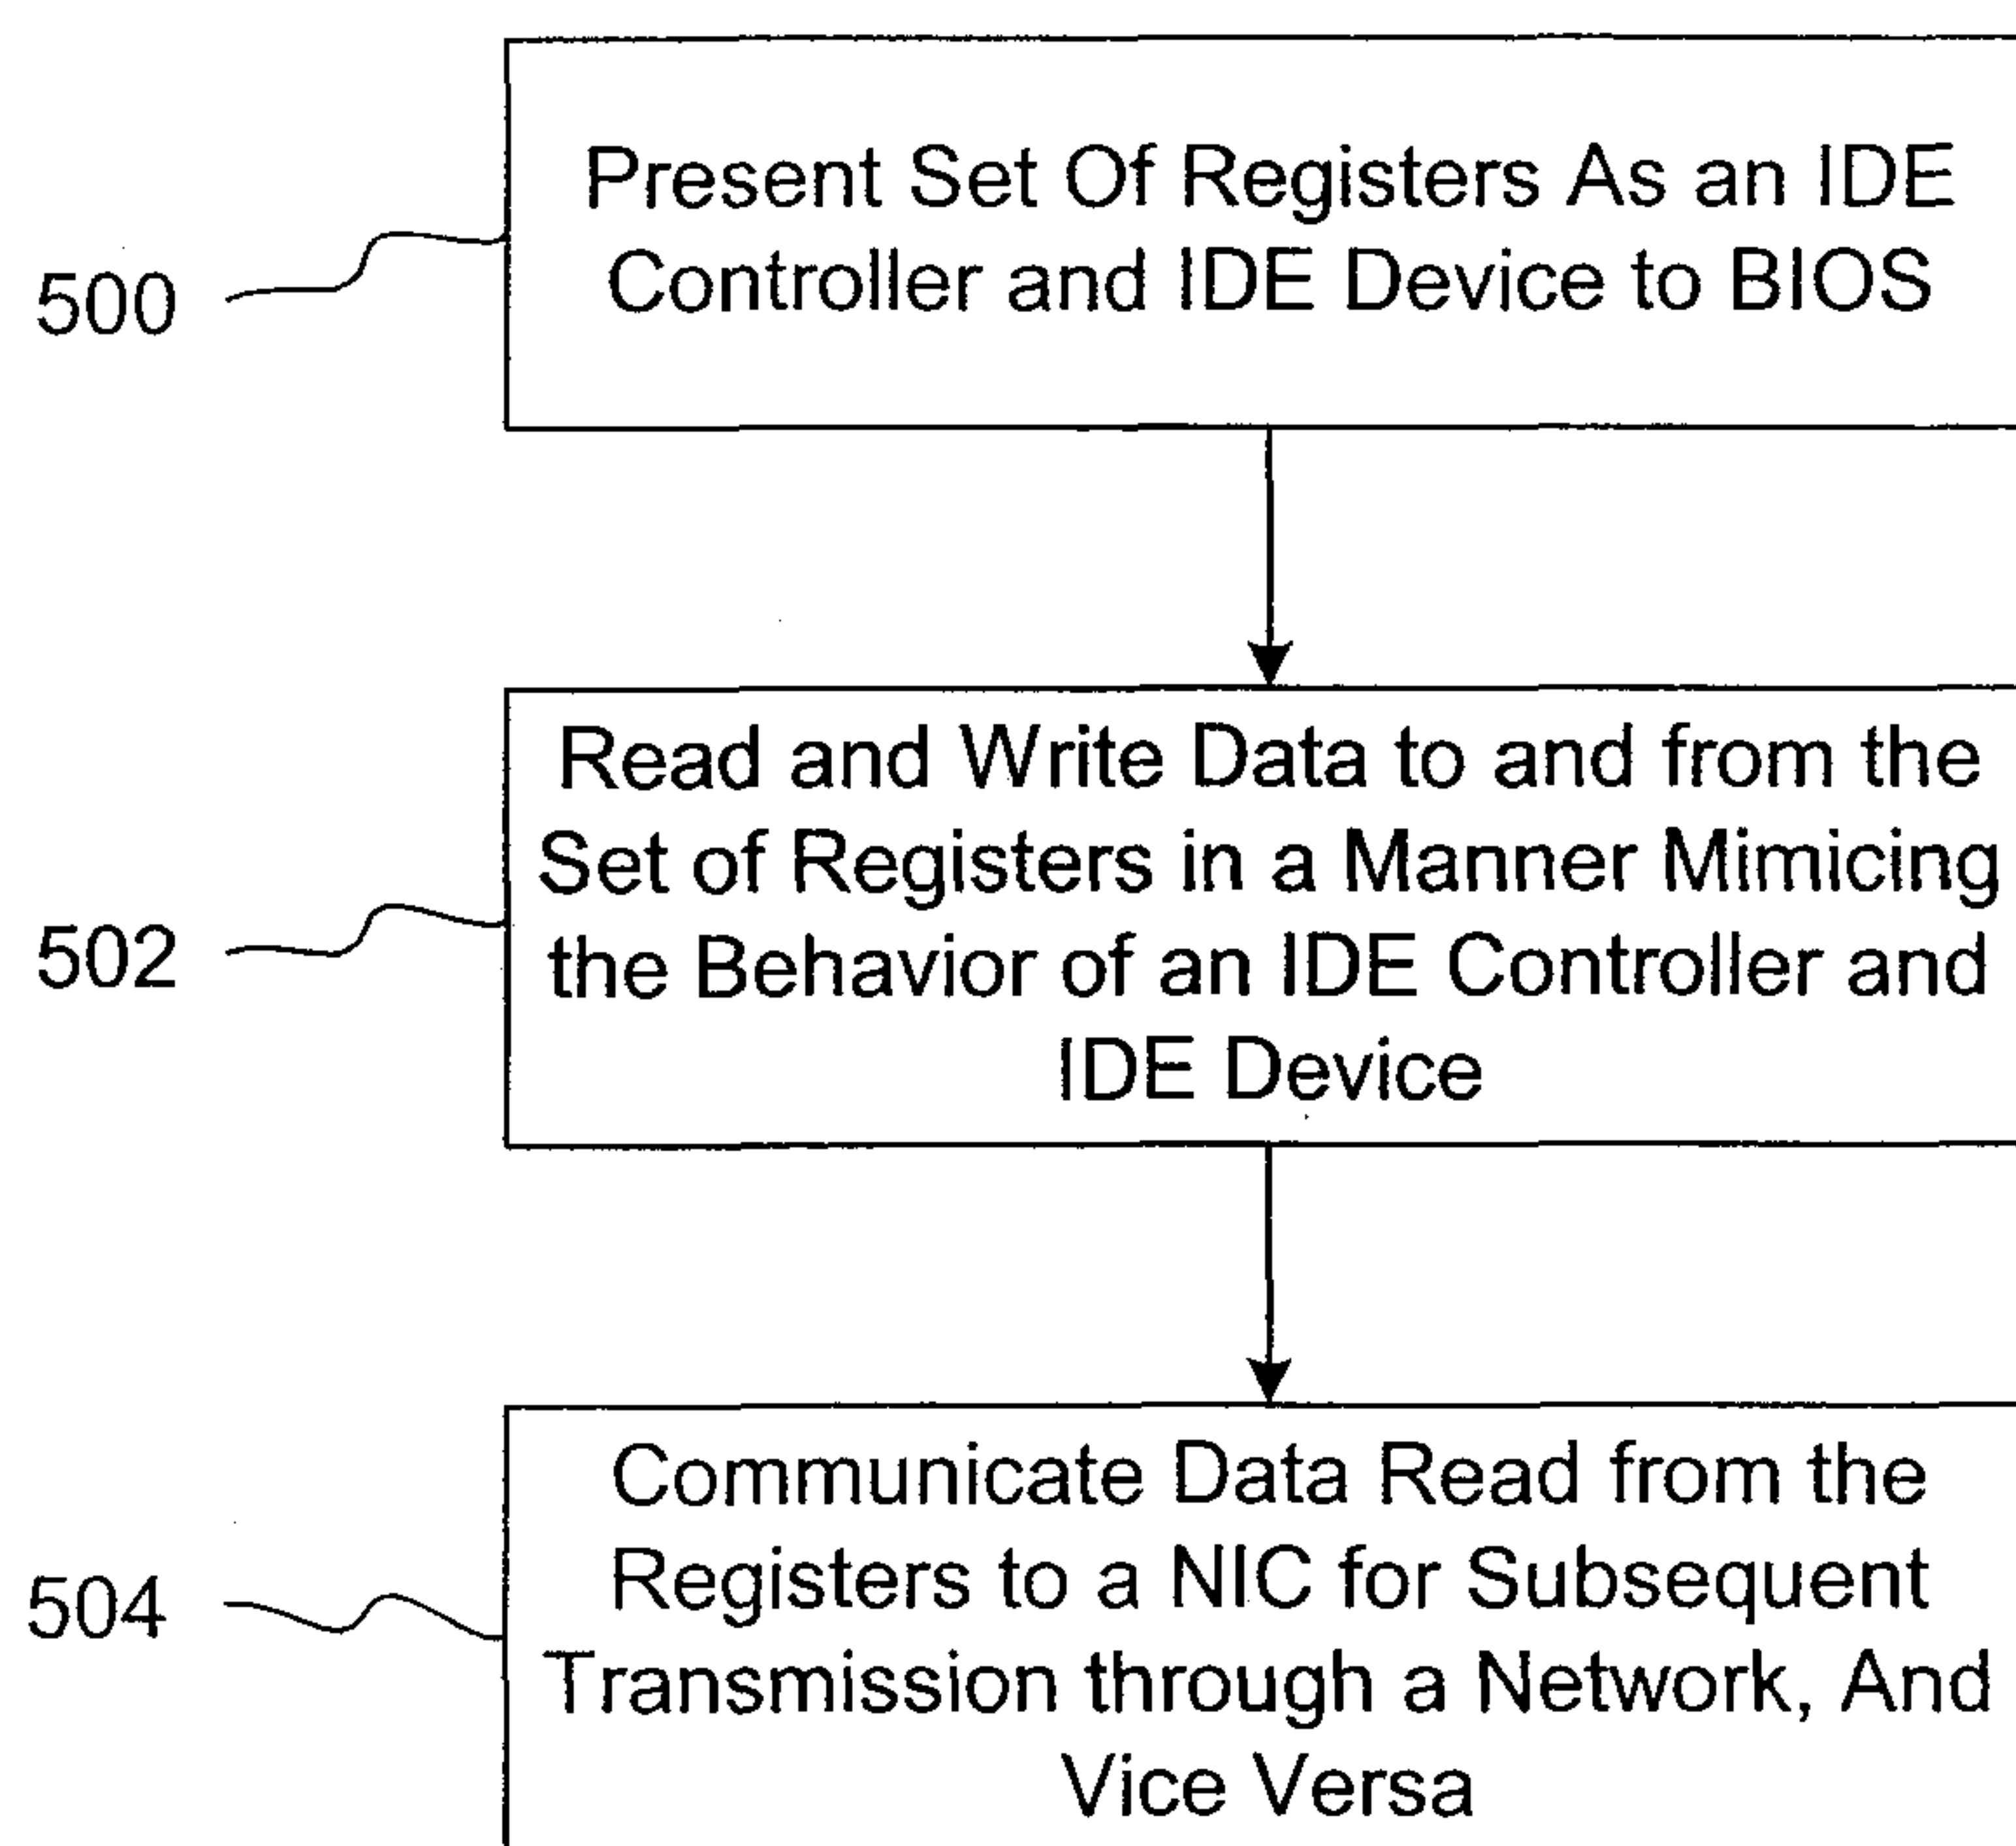 500
Present Set Of Registers As an IDE
Controller and IDE Device to BIOS
502
Read and Write Data to and from the
Set of Registers in a Manner Mimicing
the Behavior of an IDE Controller and
IDE Device
504
Communicate Data Read from the
Registers to a NIC for Subsequent
Transmission through a Network, And
Vice Versa